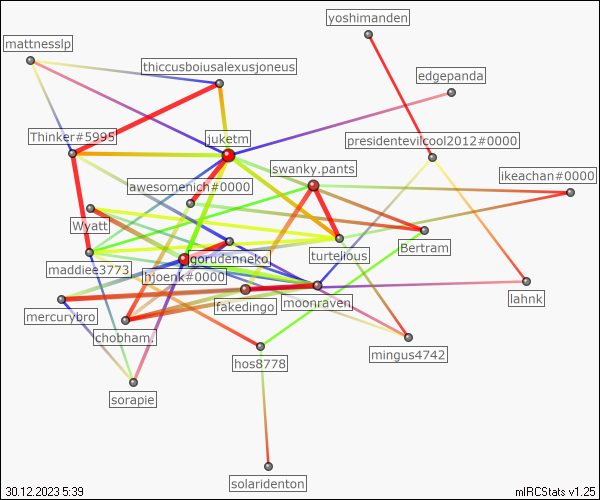 yoshimanden
mattnesslp
thiccusboiusalexusjoneus
edgepanda
Thinker#5995
juketm
presidentevilcool2012#0000
swanky.pants
ikeachan#0000
awesomenich#0000
Wyatt
Bertram
gorudenneko
turtelious
maddiee3773
hjoenk#0000
moonraven
lahnk
mercurybro
fakedingo
chobham.
mingus4742
hos8778
sorapie
solaridenton
30.12.2023 5:39
mIRCStats v1.25